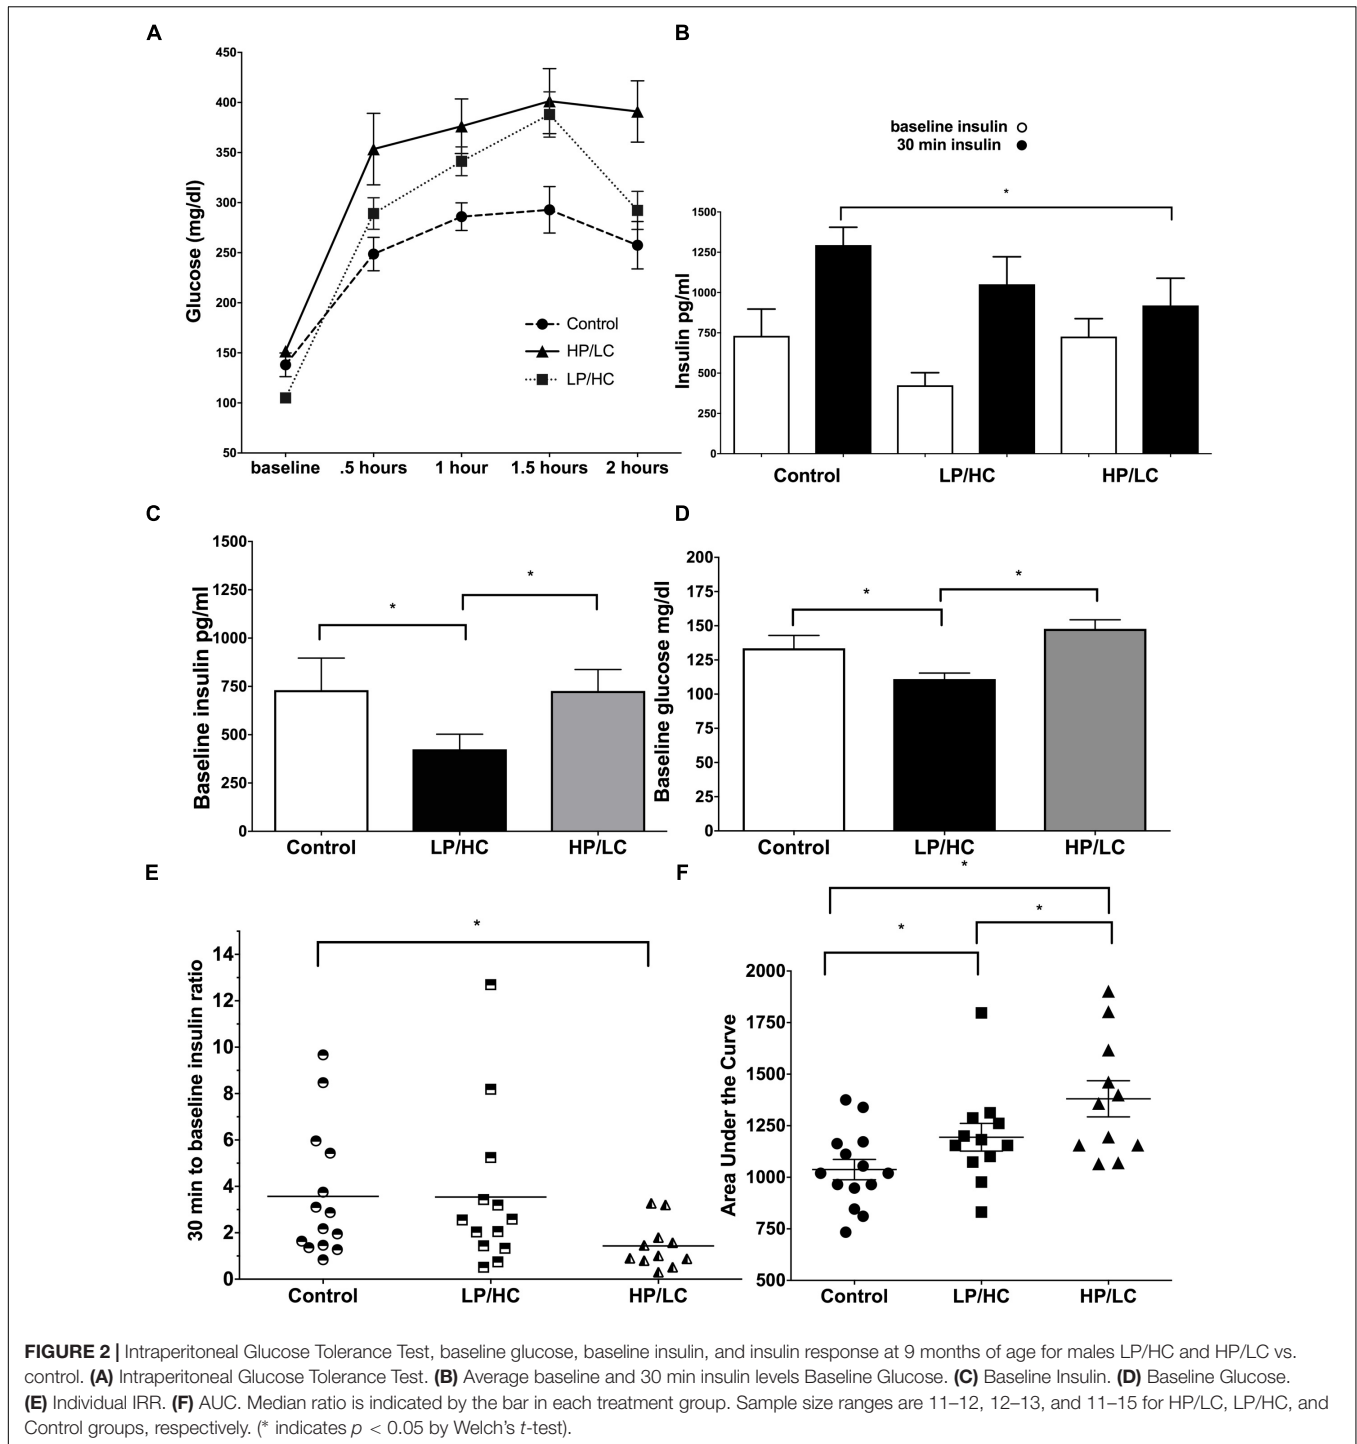 A
450
400
350
300
250
200
150
100
50
Glucose (mg/dl)
Control
HP/LC
LP/HC
baseline .5 hours 1 hour 1.5 hours 2 hours
B
baseline insulin
30 min insulin
*
1500
1250
1000
750
500
250
0
Insulin pg/ml
Control LP/HC HP/LC
C
1500
1250
1000
750
500
250
0
Baseline insulin pg/ml
*
*
Control LP/HC HP/LC
D
200
175
150
125
100
75
50
25
0
Baseline glucose mg/dl
*
*
Control LP/HC HP/LC
E
14
12
10
8
6
4
2
0
30 min to baseline insulin ratio
*
Control LP/HC HP/LC
F
*
*
*
2000
1750
1500
1250
1000
750
500
Area Under the Curve
Control LP/HC HP/LC
FIGURE 2 | Intraperitoneal Glucose Tolerance Test, baseline glucose, baseline insulin, and insulin response at 9 months of age for males LP/HC and HP/LC vs.
control. (A) Intraperitoneal Glucose Tolerance Test. (B) Average baseline and 30 min insulin levels Baseline Glucose. (C) Baseline Insulin. (D) Baseline Glucose.
(E) Individual IRR. (F) AUC. Median ratio is indicated by the bar in each treatment group. Sample size ranges are 11–12, 12–13, and 11–15 for HP/LC, LP/HC, and
Control groups, respectively. (* indicates p < 0.05 by Welch's t-test).